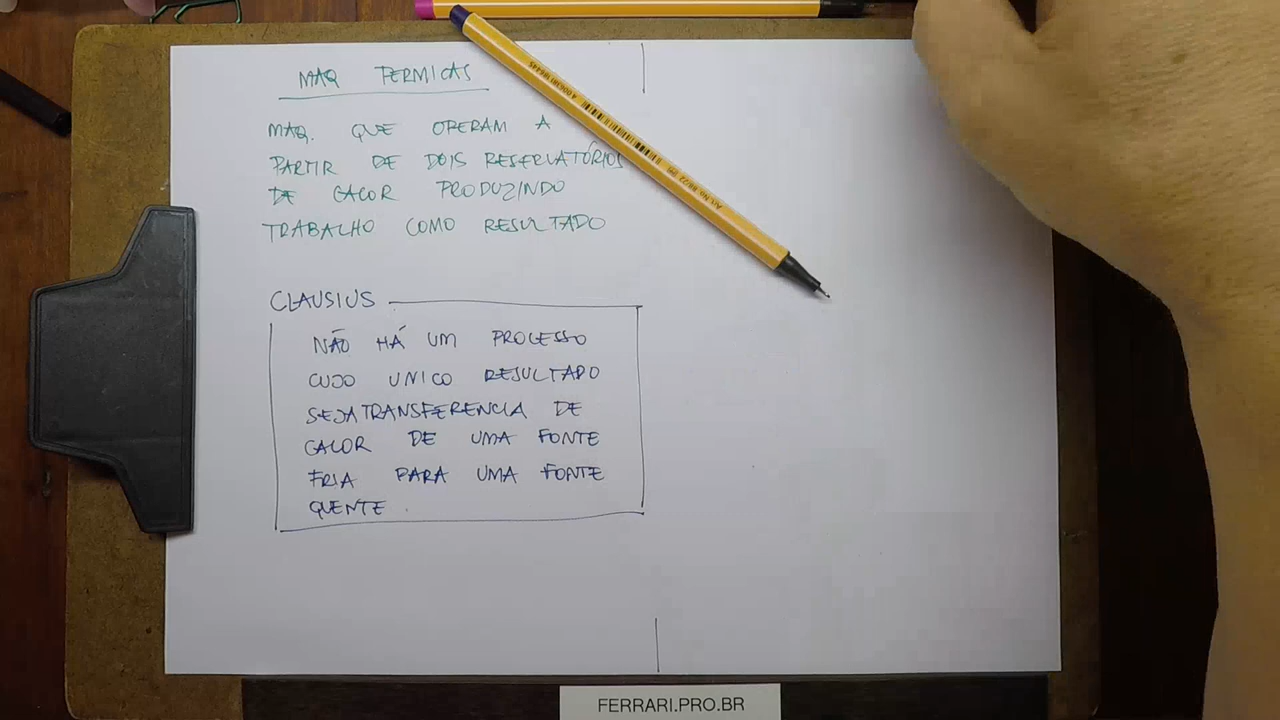 MAQ TERMICAS
MAQ. QUE OPERAM A
PARTIR DE DOIS RESERVATÓRIOS
DE CALOR PRODUZINDO
TRABALHO COMO RESULTADO
CLAUSIUS
NÃO HÁ UM PROCESSO
CUJO UNICO RESULTADO
SEJA TRANSFERENCIA DE
CALOR DE UMA FONTE
FRIA PARA UMA FONTE
QUENTE.
FERRARI.PRO.BR